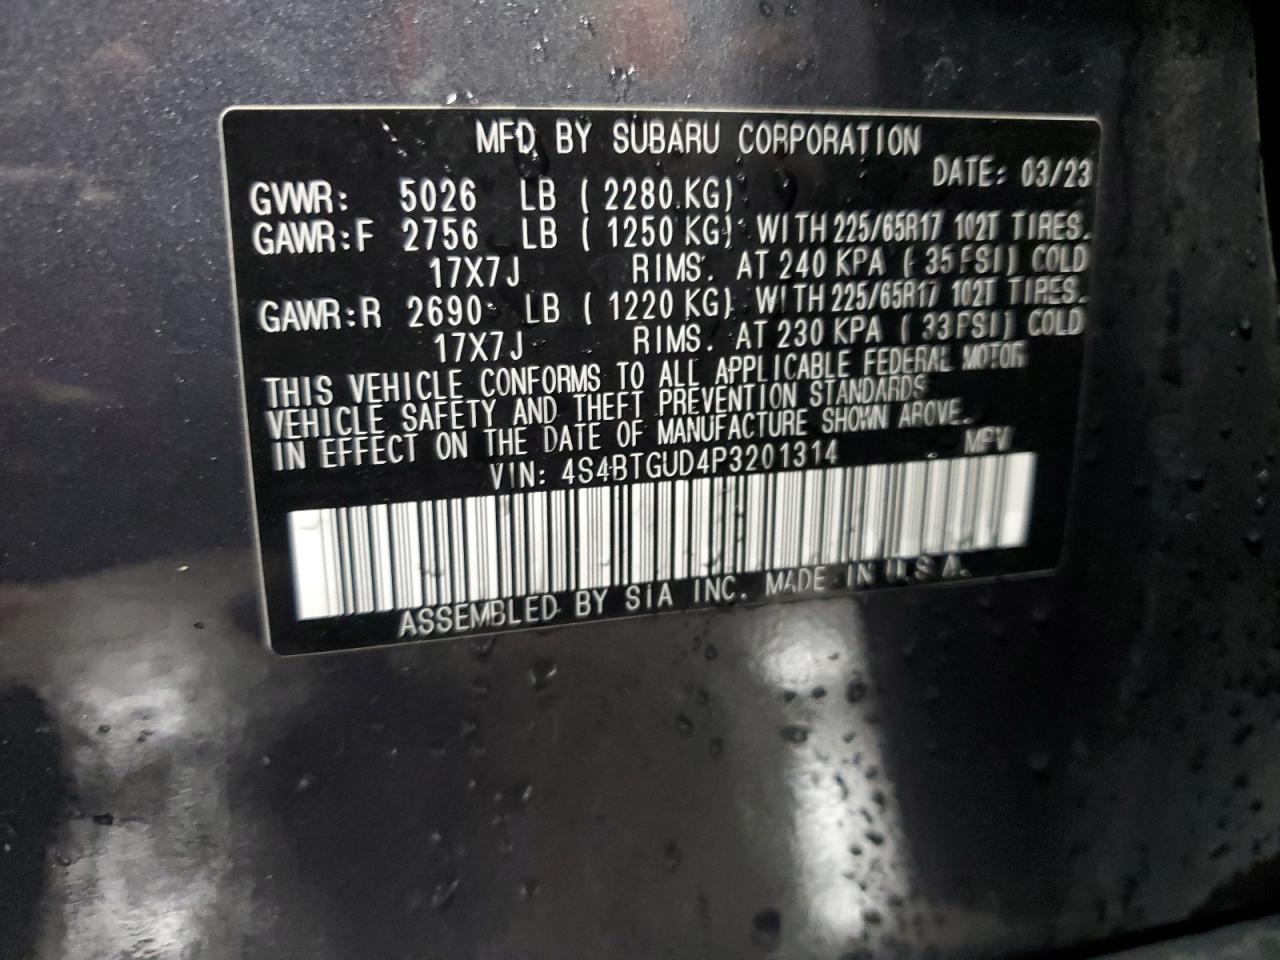 MFD. BY SUBARU CORPORATION
DATE: 03/23
GVWR: 5026 LB ( 2280 KG)
GAWR:F 2756 LB ( 1250 KG) WITH 225/65R17 102T TIRES.
17X7J RIMS. AT 240 KPA ( 35 PSI) COLD
GAWR:R 2690 LB ( 1220 KG) WITH 225/65R17 102T TIRES.
17X7J RIMS. AT 230 KPA ( 33 PSI) COLD
THIS VEHICLE CONFORMS TO ALL APPLICABLE FEDERAL MOTOR
VEHICLE SAFETY AND THEFT PREVENTION STANDARDS
IN EFFECT ON THE DATE OF MANUFACTURE SHOWN ABOVE.
VIN: 4S4BTGUD4P3201314 MPV
ASSEMBLED BY SIA INC. MADE IN U.S.A.